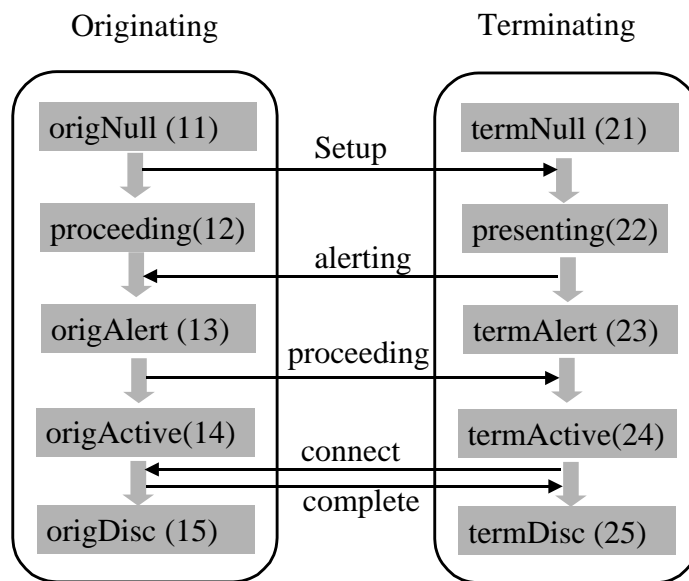 Originating
Terminating
origNull (11)
termNull (21)
Setup
proceeding(12)
presenting(22)
alerting
origAlert (13)
termAlert (23)
proceeding
origActive(14)
termActive(24)
connect
complete
origDisc (15)
termDisc (25)